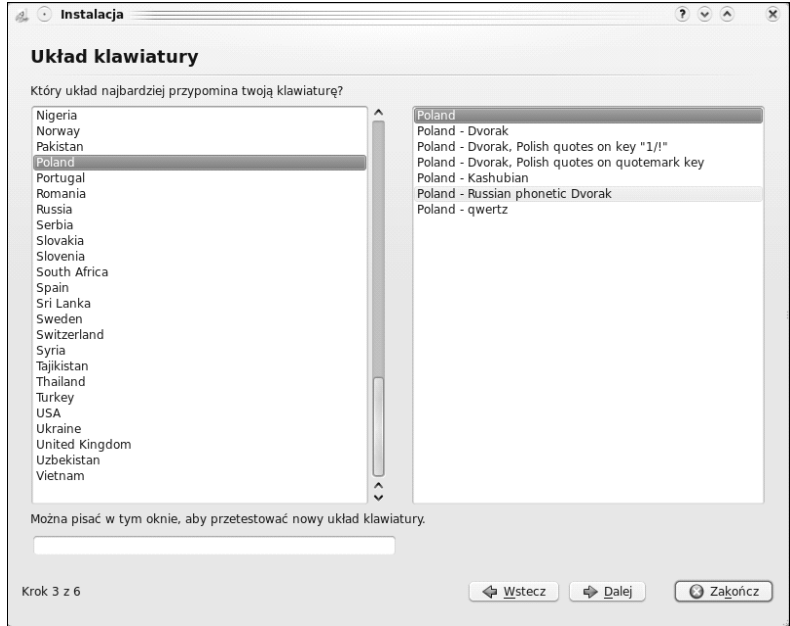 Instalacja
Układ klawiatury
Który układ najbardziej przypomina twoją klawiaturę?
Nigeria
Norway
Pakistan
Poland
Portugal
Romania
Russia
Serbia
Slovakia
Slovenia
South Africa
Spain
Sri Lanka
Sweden
Switzerland
Syria
Tajikistan
Thailand
Turkey
USA
Ukraine
United Kingdom
Uzbekistan
Vietnam
Poland
Poland - Dvorak
Poland - Dvorak, Polish quotes on key "1/!"
Poland - Dvorak, Polish quotes on quotemark key
Poland - Kashubian
Poland - Russian phonetic Dvorak
Poland - qwertz
Można pisać w tym oknie, aby przetestować nowy układ klawiatury.
Krok 3 z 6
Wstecz
Dalej
Zakończ